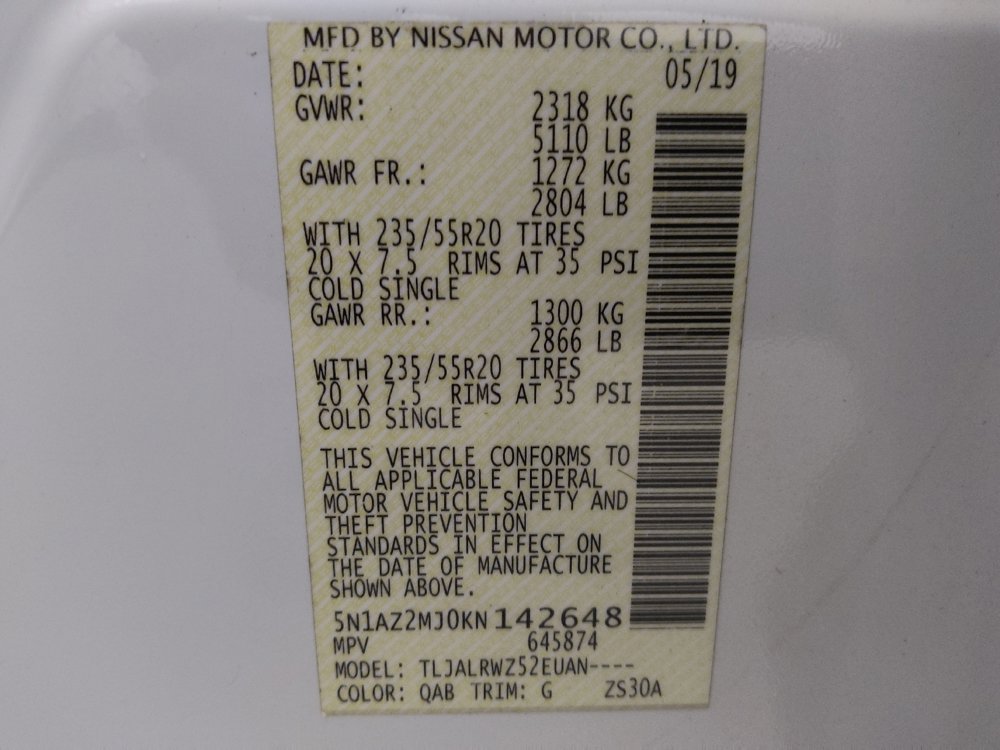 MFD BY NISSAN MOTOR CO., LTD.
DATE: 05/19
GVWR: 2318 KG
5110 LB
GAWR FR.: 1272 KG
2804 LB
WITH 235/55R20 TIRES
20 X 7.5 RIMS AT 35 PSI
COLD SINGLE
GAWR RR.: 1300 KG
2866 LB
WITH 235/55R20 TIRES
20 X 7.5 RIMS AT 35 PSI
COLD SINGLE
THIS VEHICLE CONFORMS TO
ALL APPLICABLE FEDERAL
MOTOR VEHICLE SAFETY AND
THEFT PREVENTION
STANDARDS IN EFFECT ON
THE DATE OF MANUFACTURE
SHOWN ABOVE.
5N1AZ2MJ0KN142648
MPV 645874
MODEL: TLJALRWZ52EUAN----
COLOR: QAB TRIM: G ZS30A